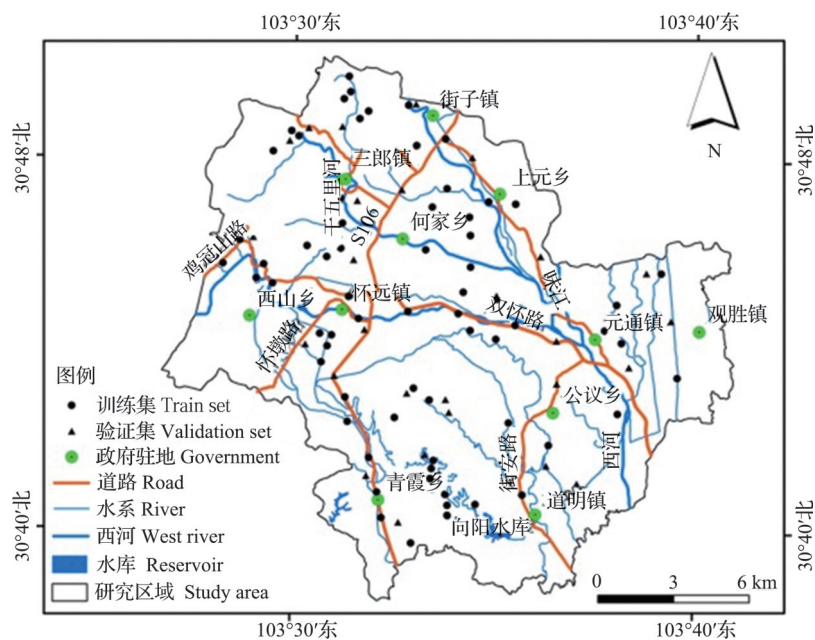 103°30′东
103°40′东
30°48′北
30°48′北
N
街子镇
三郎镇
上元乡
干五里河
何家乡
S106
鸡冠山路
味江
西山乡
怀远镇
双怀路
元通镇
观胜镇
怀墩路
公议乡
西河
街安路
青霞乡
道明镇
向阳水库
图例
训练集 Train set
验证集 Validation set
政府驻地 Government
道路 Road
水系 River
西河 West river
水库 Reservoir
研究区域 Study area
30°40′北
30°40′北
0 3 6 km
103°30′东
103°40′东